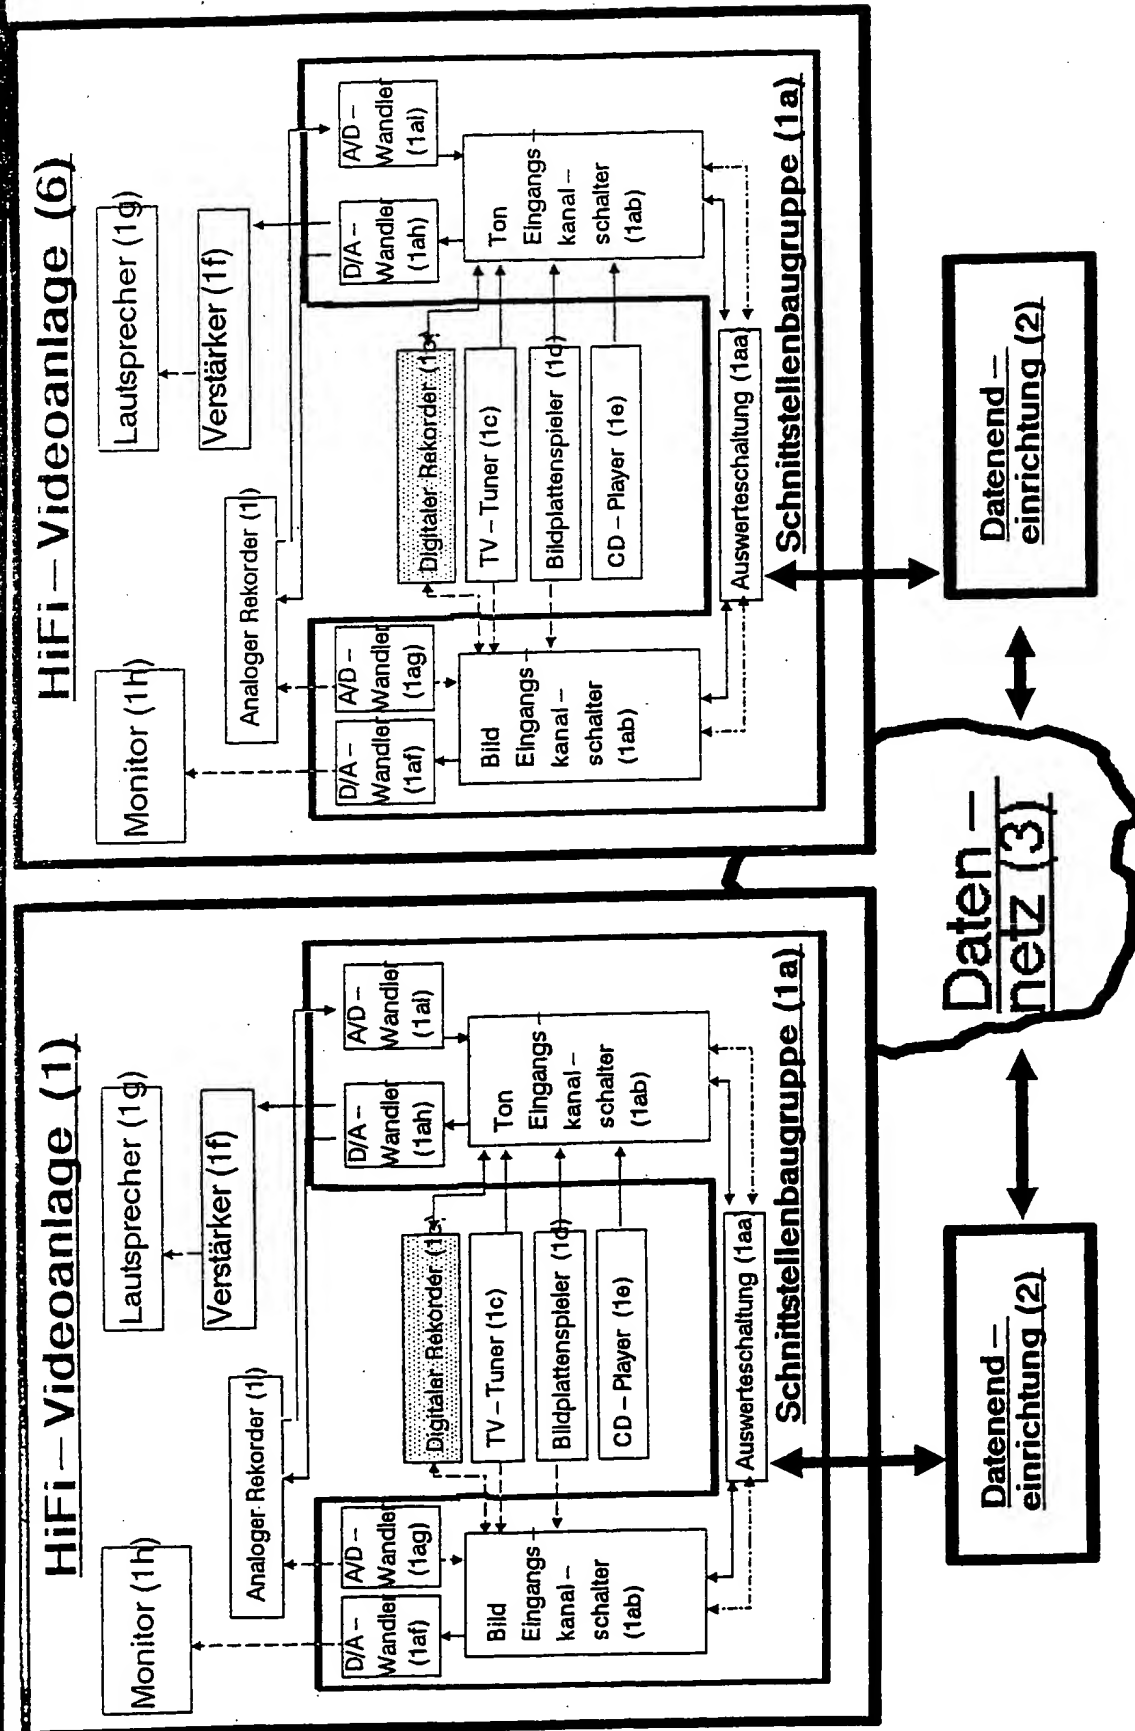 HiFi – Videoanlage (1)
Monitor (1h)
Lautsprecher (1g)
Verstärker (1f)
Analoger Rekorder (1i)
D/A –
Wandler
(1af)
A/D –
Wandler
(1ag)
D/A –
Wandler
(1ah)
A/D –
Wandler
(1ai)
Digitaler Rekorder
TV – Tuner (1c)
Bildplattenspieler (1d)
CD – Player (1e)
Bild
Eingangs –
kanal –
schalter
(1ab)
Ton
Eingangs –
kanal –
schalter
(1ab)
Auswerteschaltung (1aa)
Schnittstellenbaugruppe (1a)
Datenend –
einrichtung (2)
HiFi – Videoanlage (6)
Monitor (1h)
Lautsprecher (1g)
Verstärker (1f)
Analoger Rekorder (1i)
D/A –
Wandler
(1af)
A/D –
Wandler
(1ag)
D/A –
Wandler
(1ah)
A/D –
Wandler
(1ai)
Digitaler Rekorder
TV – Tuner (1c)
Bildplattenspieler (1d)
CD – Player (1e)
Bild
Eingangs –
kanal –
schalter
(1ab)
Ton
Eingangs –
kanal –
schalter
(1ab)
Auswerteschaltung (1aa)
Schnittstellenbaugruppe (1a)
Datenend –
einrichtung (2)
Daten –
netz (3)